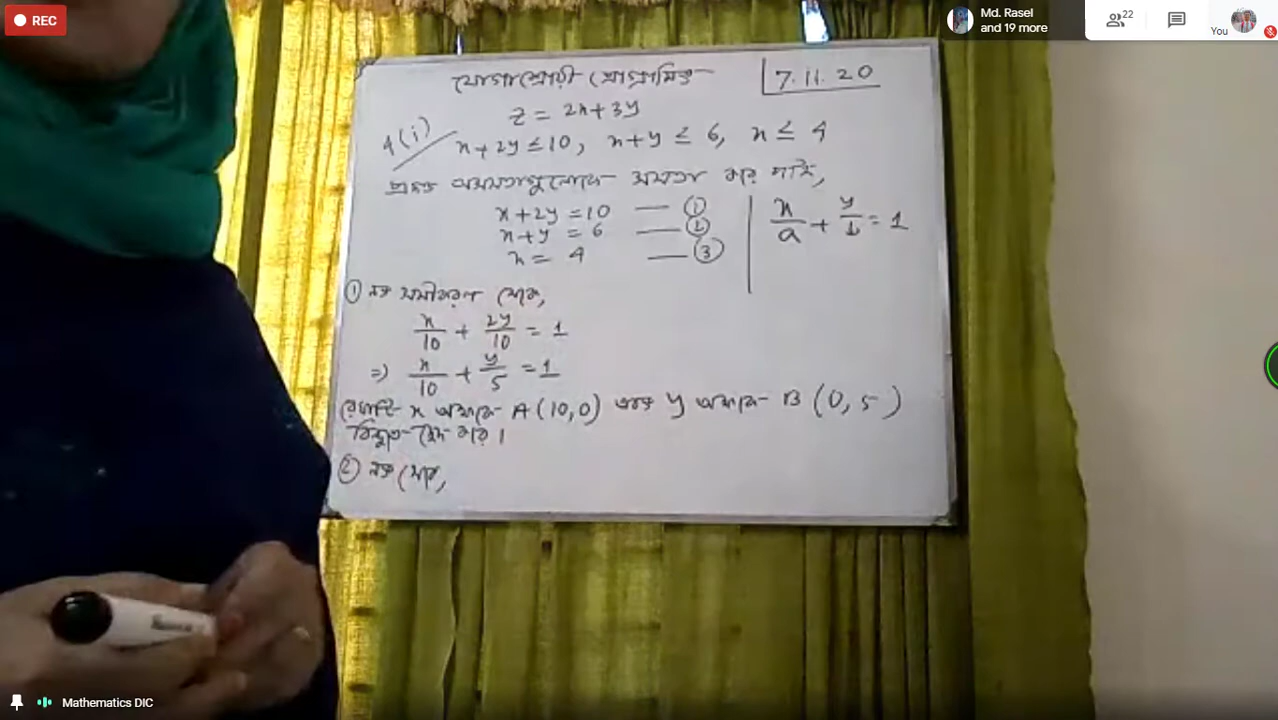 REC
Md. Rasel
and 19 more
22
You
যোগাশ্রয়ী প্রোগ্রামিং
7.11.20
z = 2x+3y
4(i)
x+2y≤10, x+y ≤ 6, x ≤ 4
প্রদত্ত অসমতাগুলোকে সমতা করে পাই,
x+2y =10 — ①
x+y = 6 — ②
x = 4 — ③
x/a + y/b = 1
① নং সমীকরণ থেকে,
x/10 + 2y/10 = 1
⇒ x/10 + y/5 = 1
রেখাটি x অক্ষকে A(10,0) এবং y অক্ষকে B (0, 5)
বিন্দুতে ছেদ করে।
② নং থেকে,
Mathematics DIC